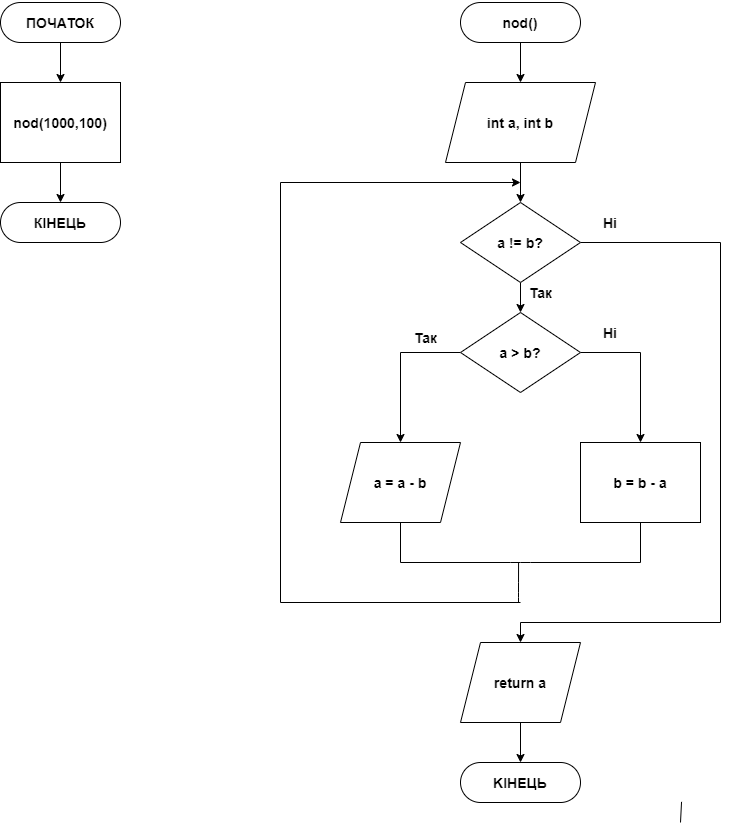 ПОЧАТОК
nod(1000,100)
КІНЕЦЬ
nod()
int a, int b
a != b?
Ні
Так
a > b?
Так
Ні
a = a - b
b = b - a
return a
КІНЕЦЬ